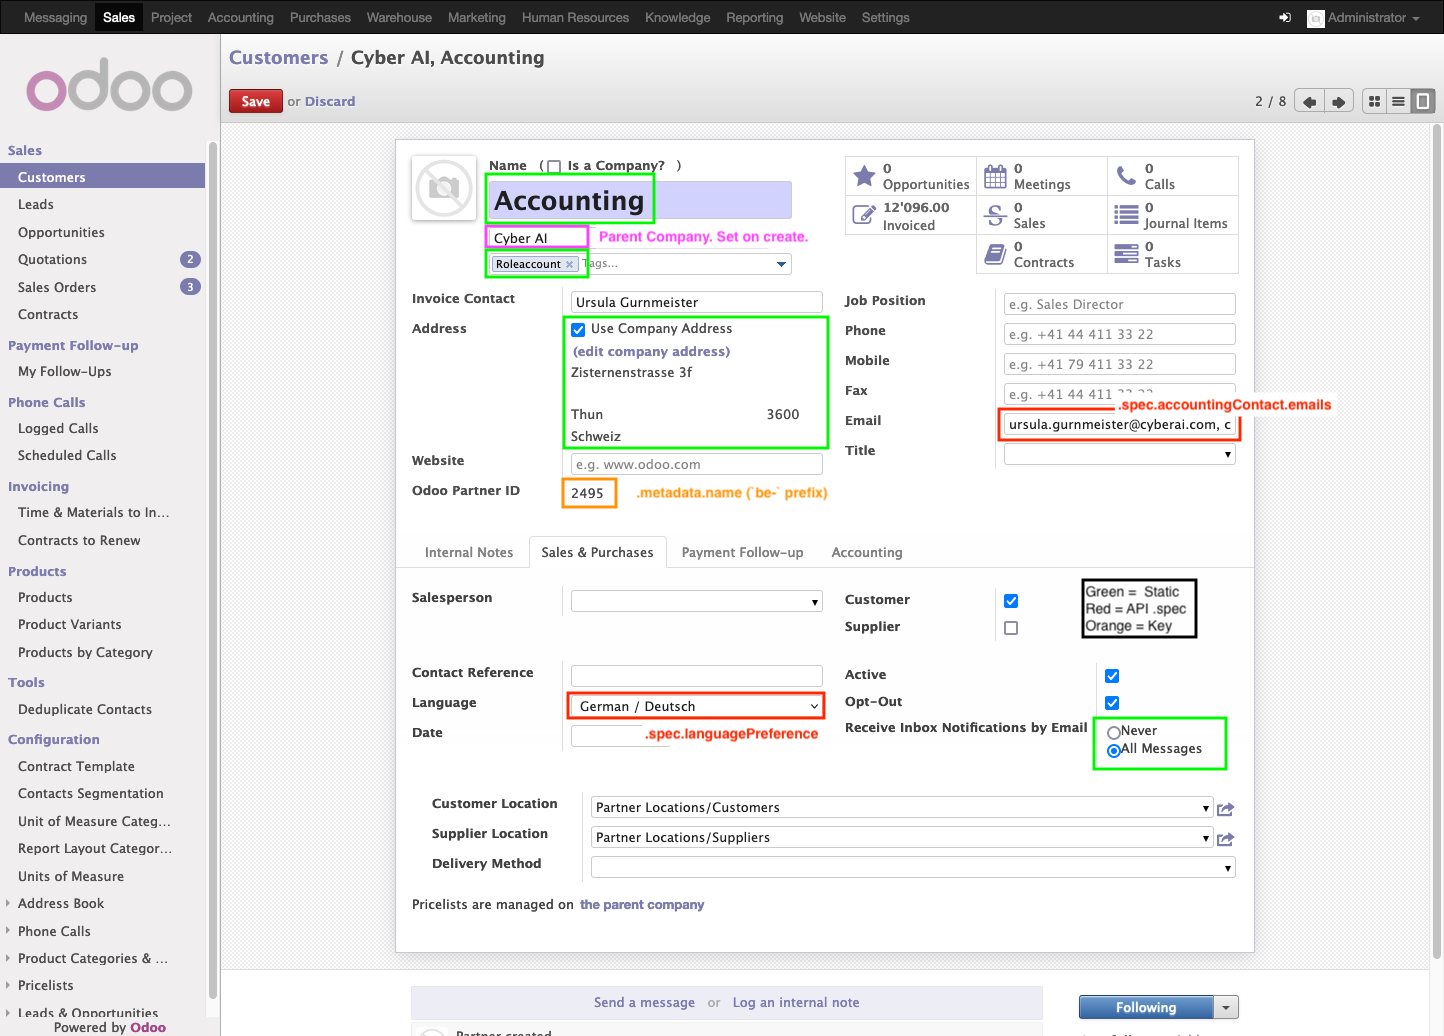 Messaging Sales Project Accounting Purchases Warehouse Marketing Human Resources Knowledge Reporting Website Settings Administrator
odoo
Sales
Customers
Leads
Opportunities
Quotations 2
Sales Orders 3
Contracts
Payment Follow-up
My Follow-Ups
Phone Calls
Logged Calls
Scheduled Calls
Invoicing
Time & Materials to In...
Contracts to Renew
Products
Products
Product Variants
Products by Category
Tools
Deduplicate Contacts
Configuration
Contract Template
Contacts Segmentation
Unit of Measure Categ...
Report Layout Categor...
Units of Measure
Address Book
Phone Calls
Product Categories & ...
Pricelists
Leads & Opportunities
Powered by Odoo
Customers / Cyber AI, Accounting
Save or Discard
2 / 8
Name ( Is a Company? )
Accounting
Cyber AI Parent Company. Set on create.
Roleaccount × Tags...
0 Opportunities
0 Meetings
0 Calls
12'096.00 Invoiced
0 Sales
0 Journal Items
0 Contracts
0 Tasks
Invoice Contact Ursula Gurnmeister
Address Use Company Address
(edit company address)
Zisternenstrasse 3f
Thun 3600
Schweiz
Website e.g. www.odoo.com
Odoo Partner ID 2495 .metadata.name (`be-` prefix)
Job Position e.g. Sales Director
Phone e.g. +41 44 411 33 22
Mobile e.g. +41 79 411 33 22
Fax e.g. +41 44 411 33 22
.spec.accountingContact.emails
Email ursula.gurnmeister@cyberai.com, c
Title
Internal Notes Sales & Purchases Payment Follow-up Accounting
Salesperson
Customer
Supplier
Green = Static
Red = API .spec
Orange = Key
Contact Reference
Language German / Deutsch
Date .spec.languagePreference
Active
Opt-Out
Receive Inbox Notifications by Email Never
All Messages
Customer Location Partner Locations/Customers
Supplier Location Partner Locations/Suppliers
Delivery Method
Pricelists are managed on the parent company
Send a message or Log an internal note
Following
Partner created